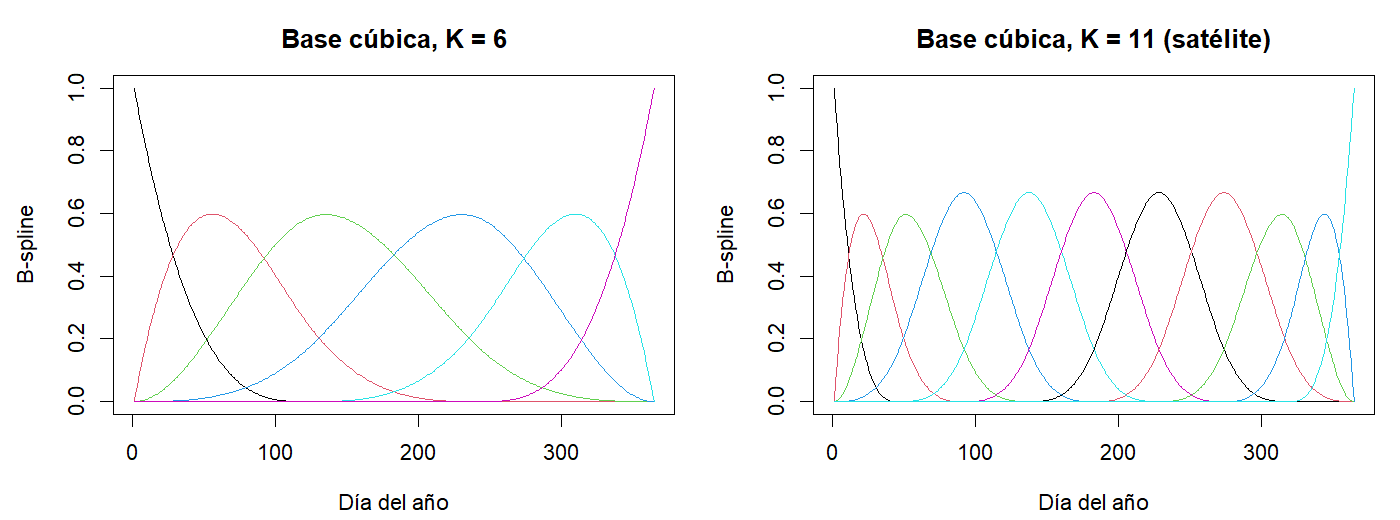 Base cúbica, K = 6
B-spline
0.0 0.2 0.4 0.6 0.8 1.0
0 100 200 300
Día del año
Base cúbica, K = 11 (satélite)
B-spline
0.0 0.2 0.4 0.6 0.8 1.0
0 100 200 300
Día del año